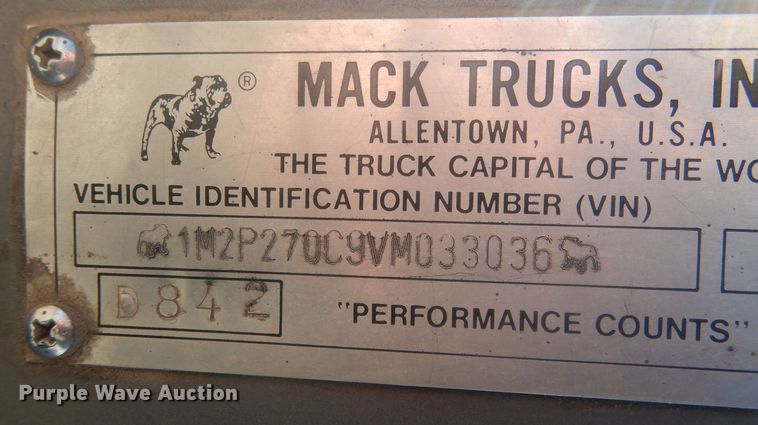 ®
MACK TRUCKS, IN
ALLENTOWN, PA., U.S.A.
THE TRUCK CAPITAL OF THE WO
VEHICLE IDENTIFICATION NUMBER (VIN)
1M2P270C9VM033036
D842
"PERFORMANCE COUNTS"
Purple Wave Auction